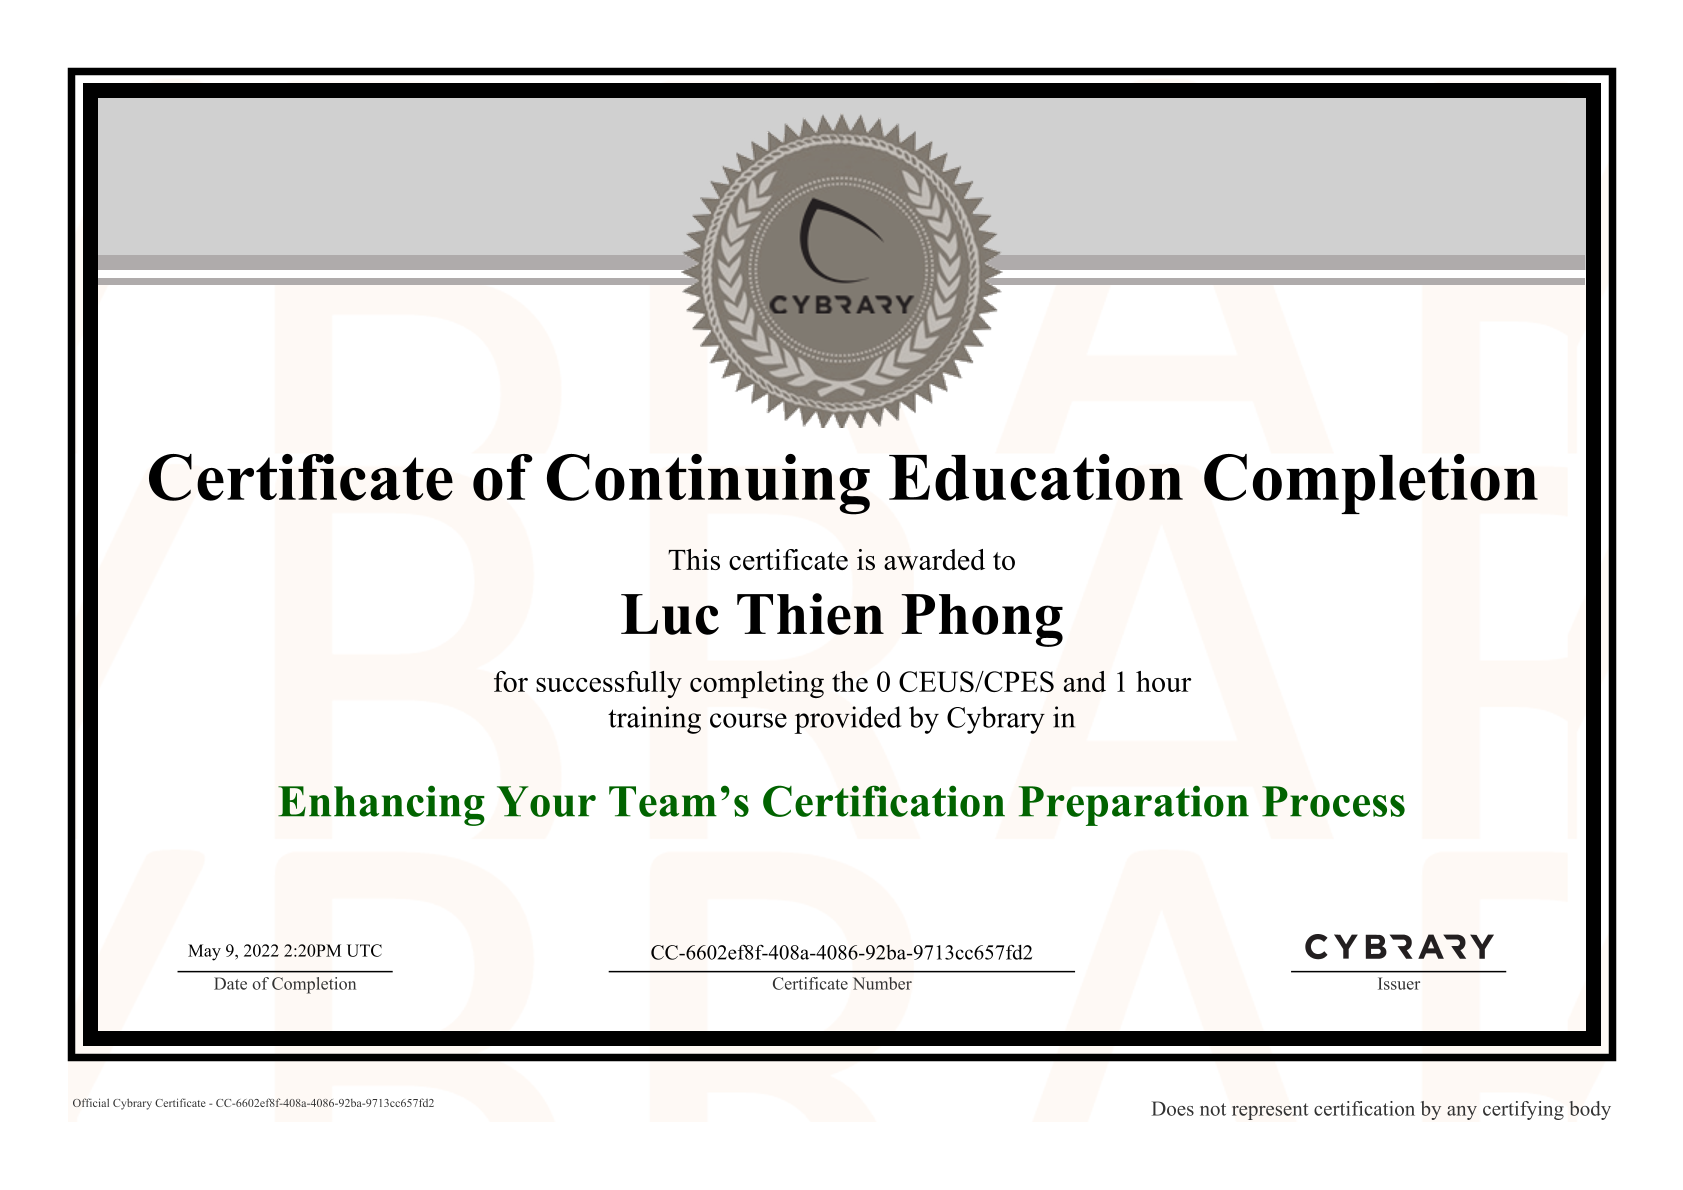 CYBRARY
Certificate of Continuing Education Completion
This certificate is awarded to
Luc Thien Phong
for successfully completing the 0 CEUS/CPES and 1 hour
training course provided by Cybrary in
Enhancing Your Team’s Certification Preparation Process
May 9, 2022 2:20PM UTC
Date of Completion
CC-6602ef8f-408a-4086-92ba-9713cc657fd2
Certificate Number
CYBRARY
Issuer
Official Cybrary Certificate - CC-6602ef8f-408a-4086-92ba-9713cc657fd2
Does not represent certification by any certifying body